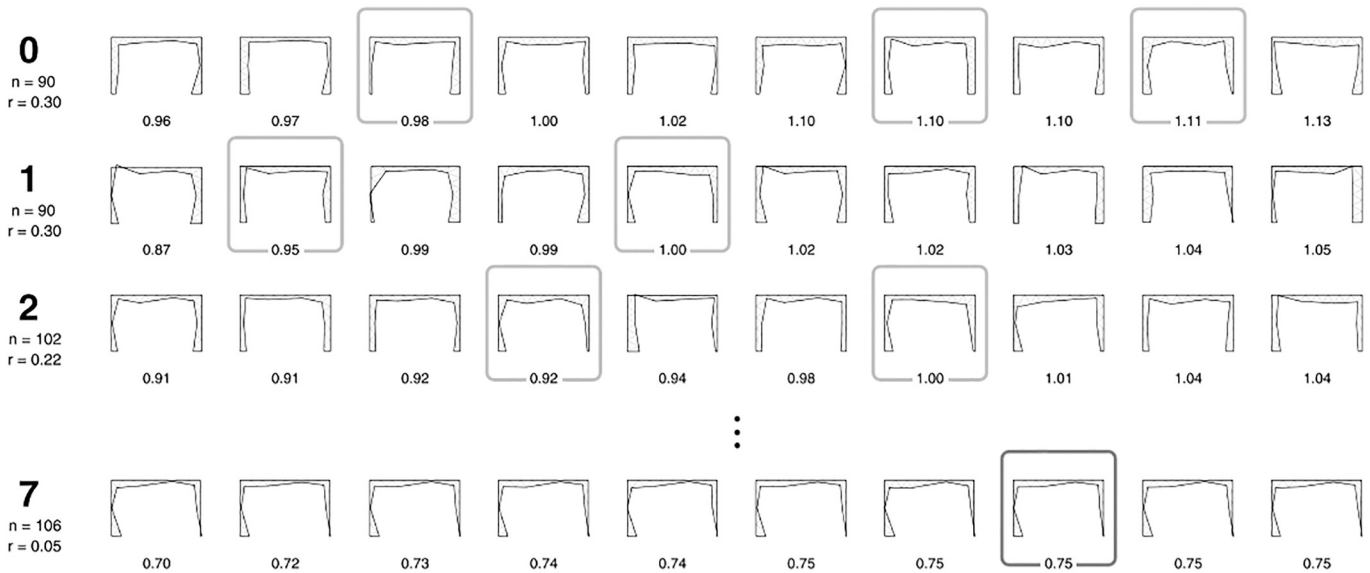 0
n = 90
r = 0.30
0.96 0.97 0.98 1.00 1.02 1.10 1.10 1.10 1.11 1.13
1
n = 90
r = 0.30
0.87 0.95 0.99 0.99 1.00 1.02 1.02 1.03 1.04 1.05
2
n = 102
r = 0.22
0.91 0.91 0.92 0.92 0.94 0.98 1.00 1.01 1.04 1.04
7
n = 106
r = 0.05
0.70 0.72 0.73 0.74 0.74 0.75 0.75 0.75 0.75 0.75